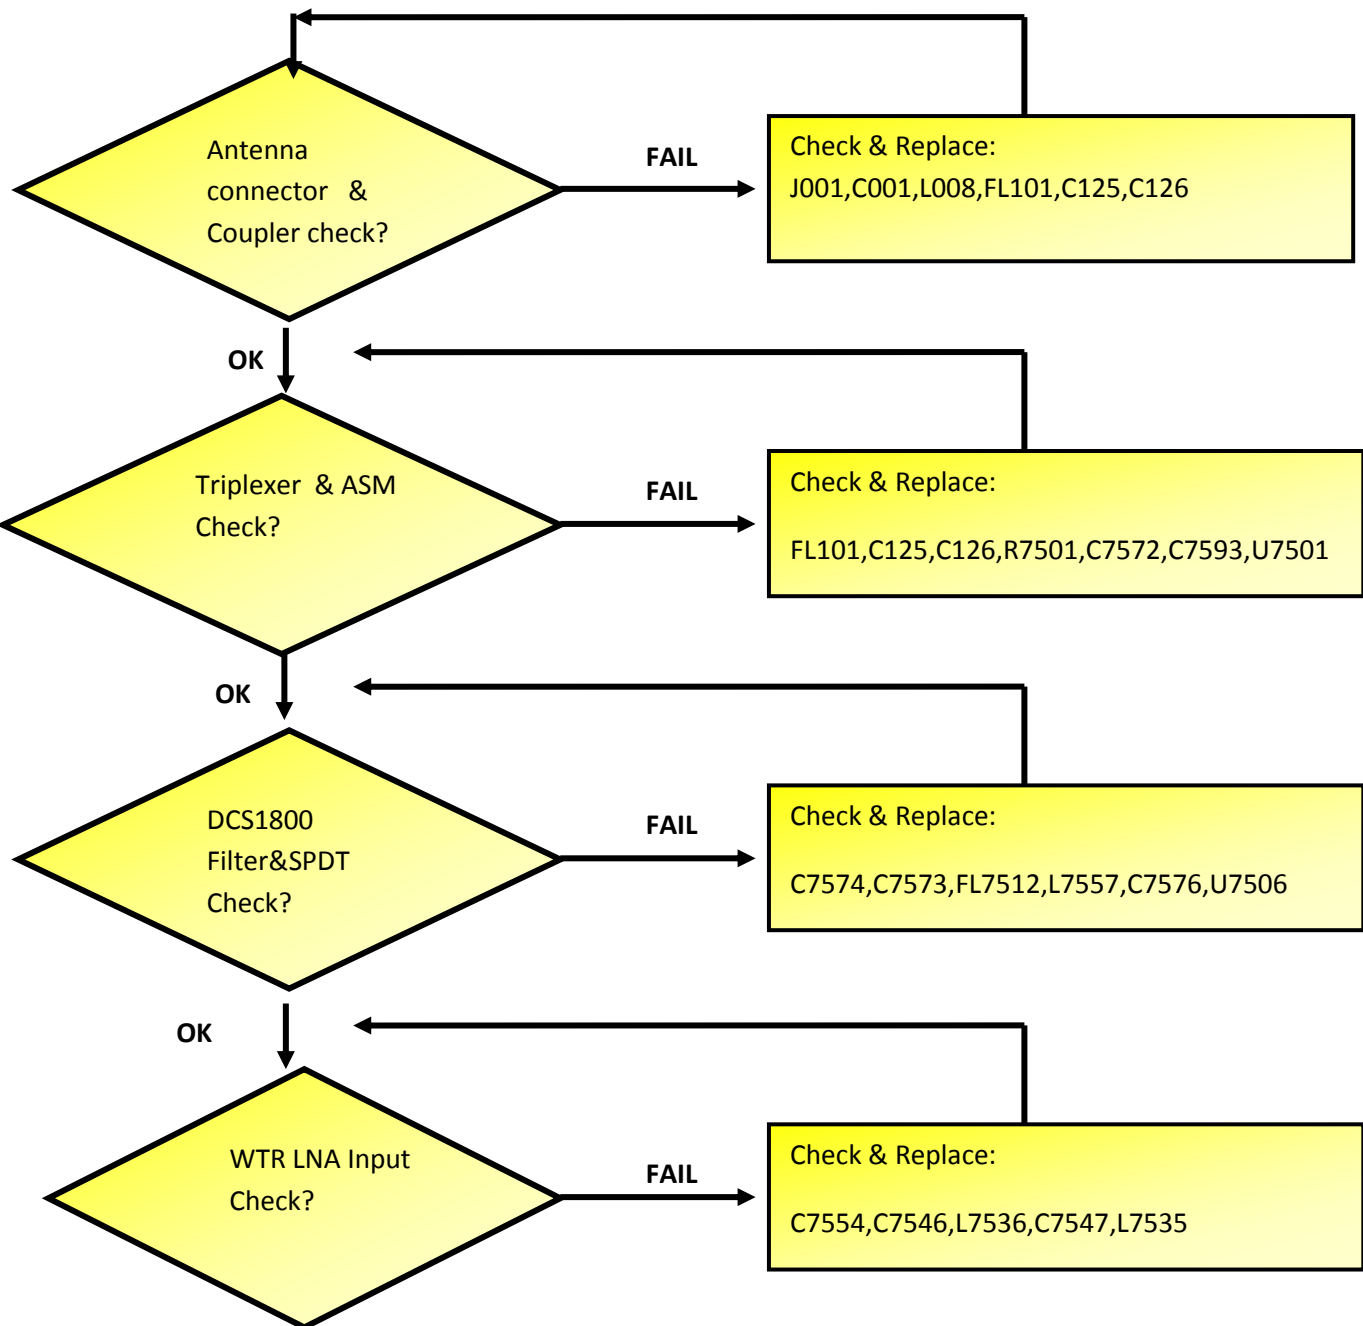 Antenna
connector & 
Coupler check?
FAIL
Check & Replace:
J001,C001,L008,FL101,C125,C126
OK
Triplexer & ASM
Check?
FAIL
Check & Replace:
FL101,C125,C126,R7501,C7572,C7593,U7501
OK
DCS1800
Filter&SPDT
Check?
FAIL
Check & Replace:
C7574,C7573,FL7512,L7557,C7576,U7506
OK
WTR LNA Input
Check?
FAIL
Check & Replace:
C7554,C7546,L7536,C7547,L7535